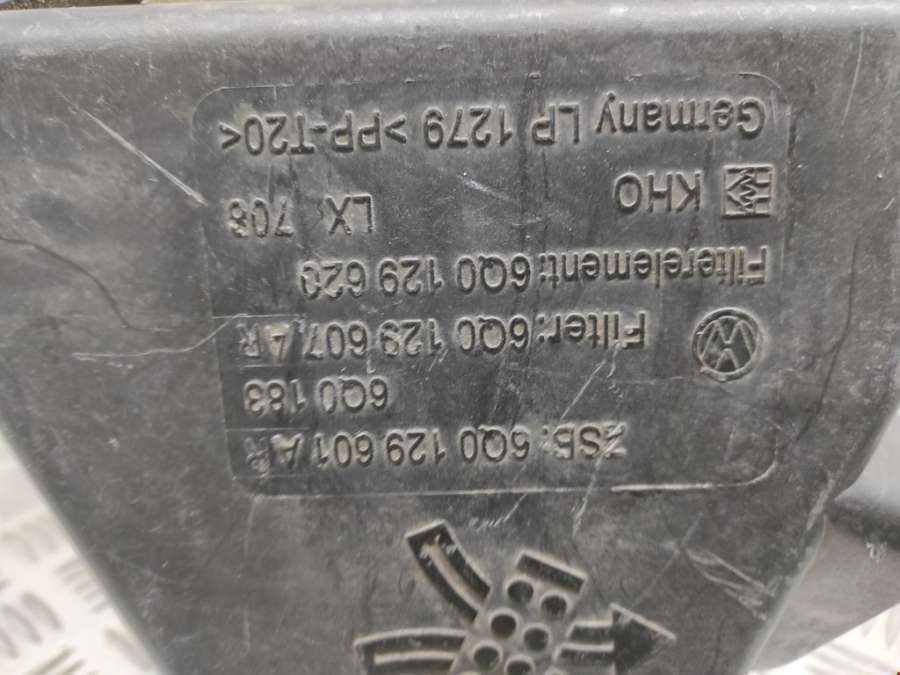 ZSB: 6Q0 129 601 AR
6Q0 183
Filter: 6Q0 129 607 AR
Filterelement: 6Q0 129 620
KHO LX 708
Germany LP 1279 >PP-T20<